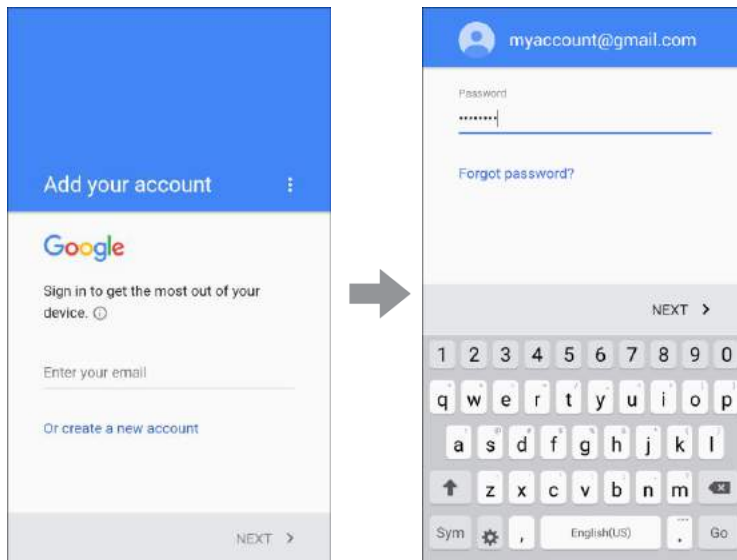 Add your account
Google
Sign in to get the most out of your
device.
Enter your email
Or create a new account
NEXT
myaccount@gmail.com
Password
Forgot password?
NEXT
1 2 3 4 5 6 7 8 9 0
q w e r t y u i o p
a s d f g h j k l
z x c v b n m
Sym , English(US) . Go